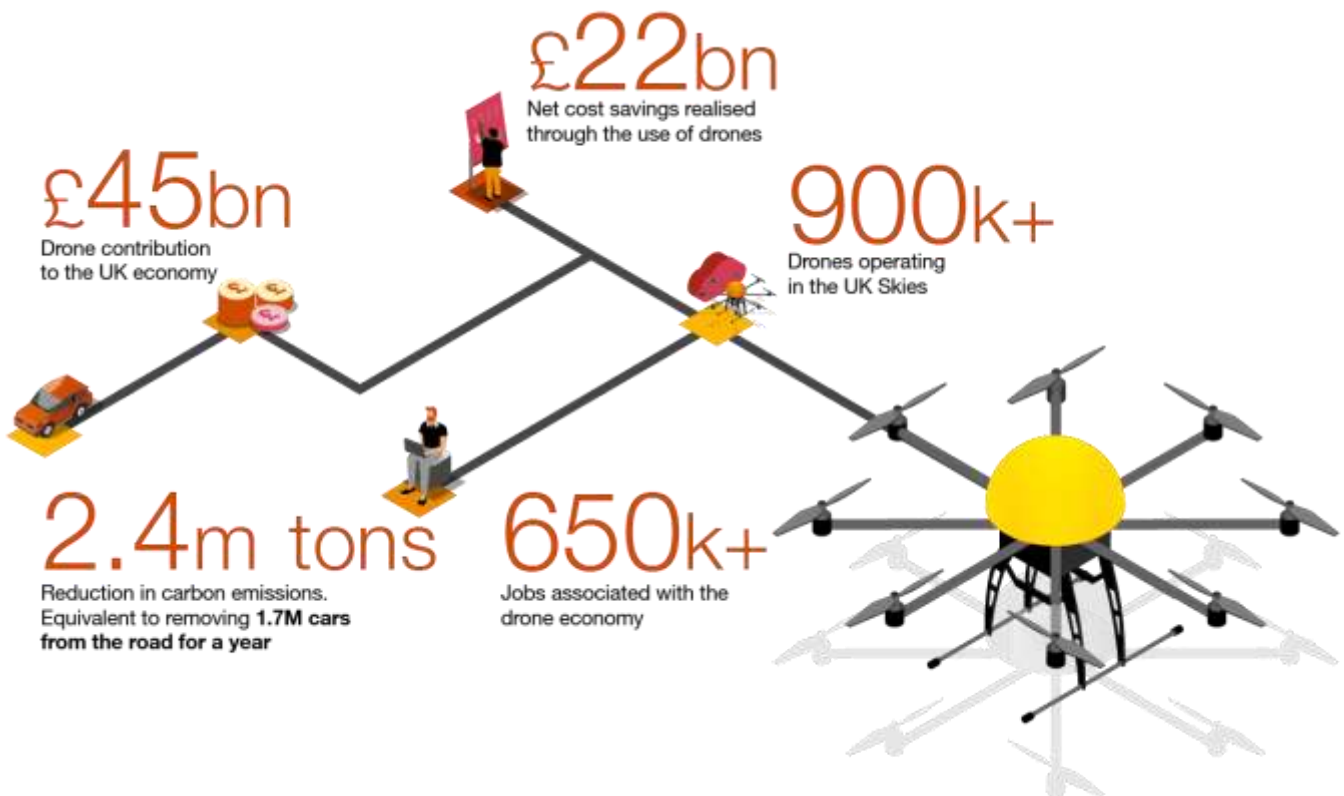 £22bn
Net cost savings realised
through the use of drones
£45bn
Drone contribution
to the UK economy
900k+
Drones operating
in the UK Skies
2.4m tons
Reduction in carbon emissions.
Equivalent to removing 1.7M cars
from the road for a year
650k+
Jobs associated with the
drone economy